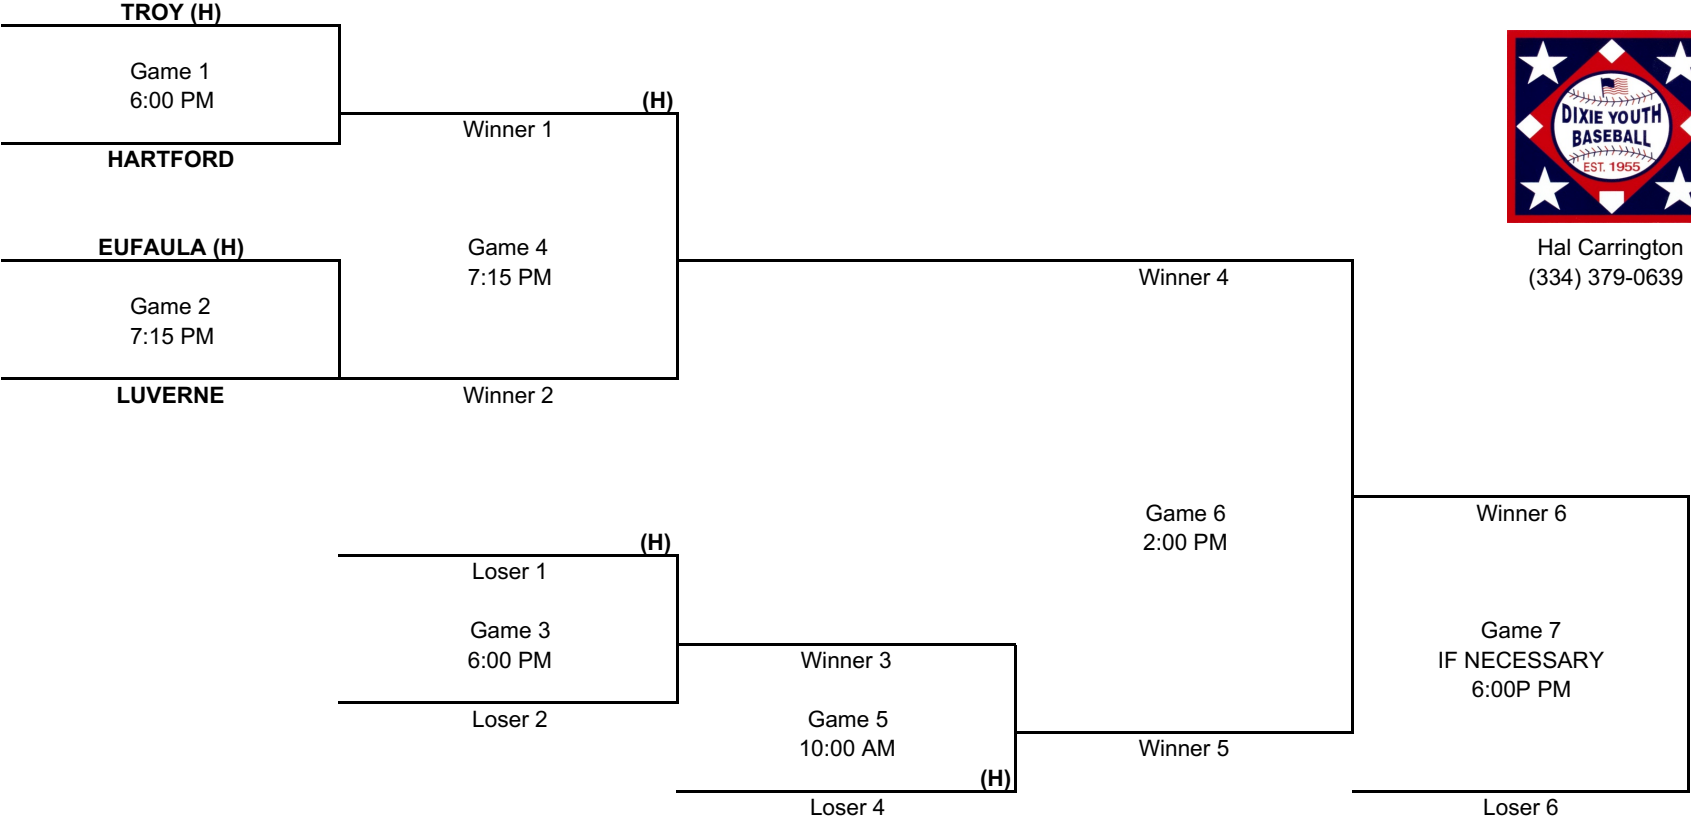 TROY (H)
Game 1
6:00 PM
HARTFORD
(H)
Winner 1
EUFAULA (H)
Game 2
7:15 PM
LUVERNE
Game 4
7:15 PM
Winner 2
DIXIE YOUTH
BASEBALL
EST. 1955
Hal Carrington
(334) 379-0639
Winner 4
(H)
Loser 1
Game 3
6:00 PM
Loser 2
Winner 3
Game 5
10:00 AM
(H)
Loser 4
Game 6
2:00 PM
Winner 5
Winner 6
Game 7
IF NECESSARY
6:00P PM
Loser 6